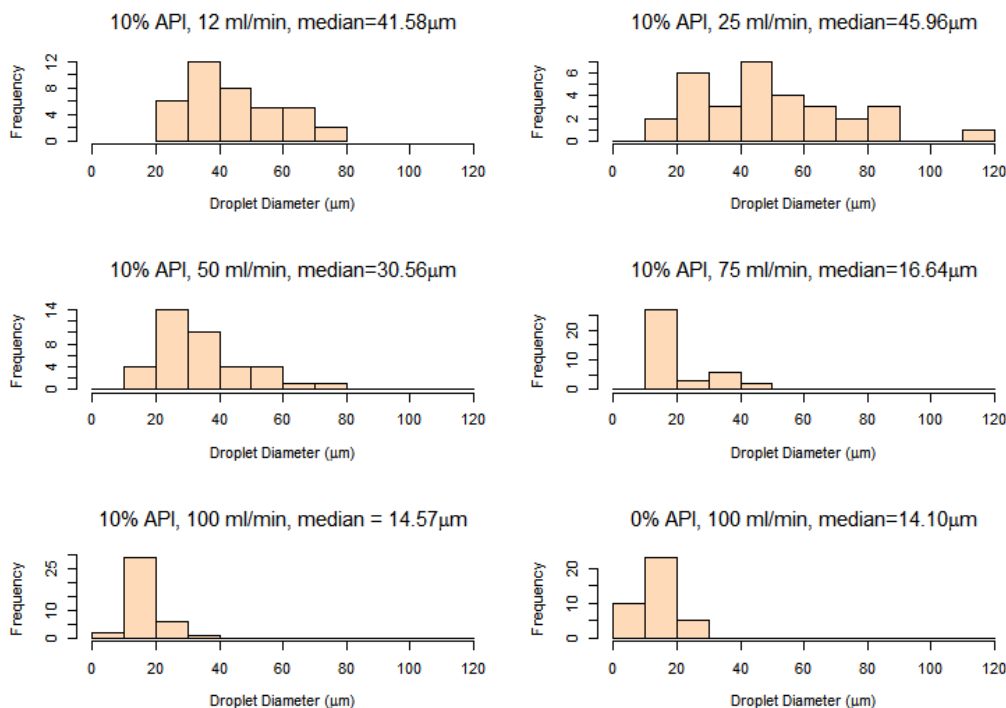 10% API, 12 ml/min, median=41.58μm
Frequency
12
8
4
0
0 20 40 60 80 100 120
Droplet Diameter (μm)
10% API, 25 ml/min, median=45.96μm
Frequency
6
4
2
0
0 20 40 60 80 100 120
Droplet Diameter (μm)
10% API, 50 ml/min, median=30.56μm
Frequency
14
4
0
0 20 40 60 80 100 120
Droplet Diameter (μm)
10% API, 75 ml/min, median=16.64μm
Frequency
20
10
0
0 20 40 60 80 100 120
Droplet Diameter (μm)
10% API, 100 ml/min, median = 14.57μm
Frequency
25
10
0
0 20 40 60 80 100 120
Droplet Diameter (μm)
0% API, 100 ml/min, median=14.10μm
Frequency
20
10
0
0 20 40 60 80 100 120
Droplet Diameter (μm)